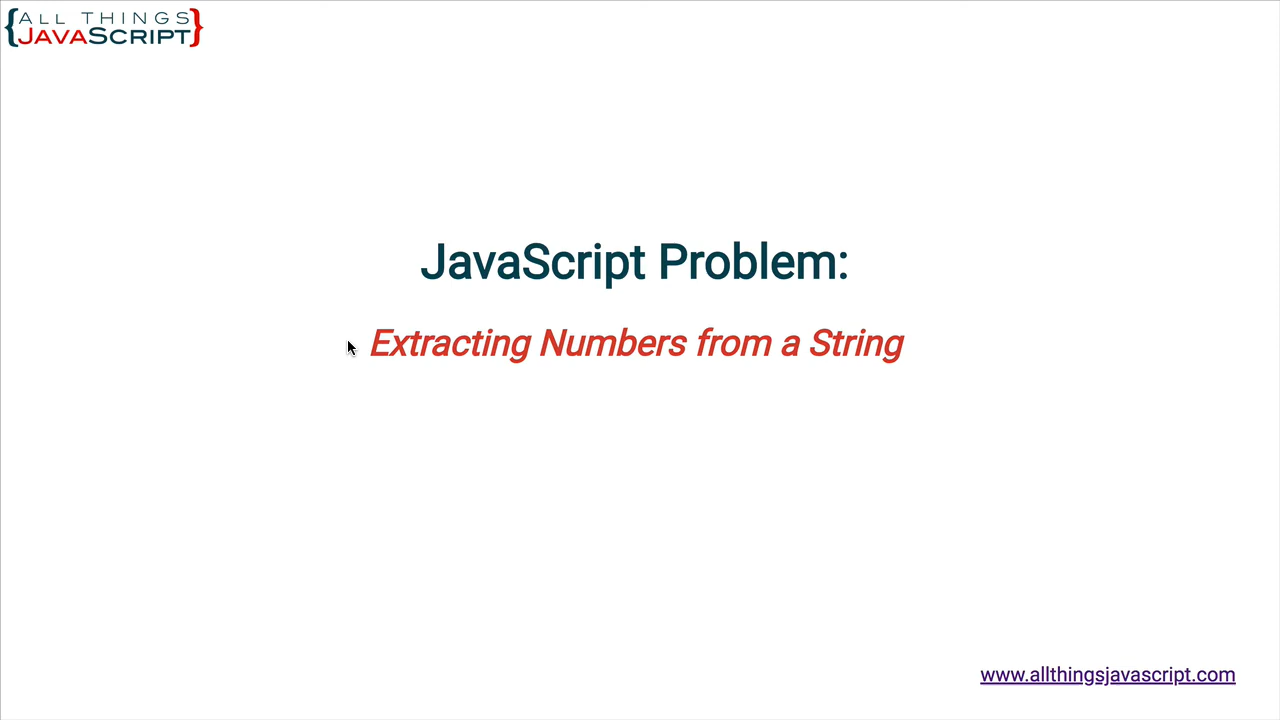 {ALL THINGS
JAVASCRIPT}
JavaScript Problem:
Extracting Numbers from a String
www.allthingsjavascript.com